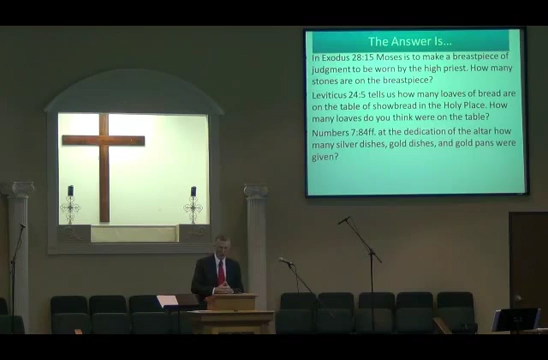 The Answer Is...
In Exodus 28:15 Moses is to make a breastpiece of
judgment to be worn by the high priest. How many
stones are on the breastpiece?
Leviticus 24:5 tells us how many loaves of bread are
on the table of showbread in the Holy Place. How
many loaves do you think were on the table?
Numbers 7:84ff. at the dedication of the altar how
many silver dishes, gold dishes, and gold pans were
given?